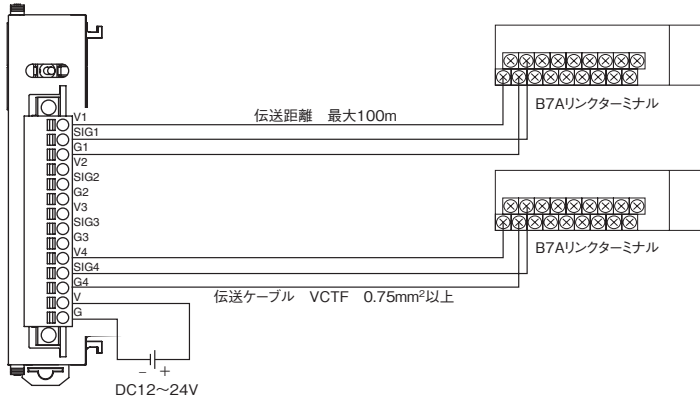 V1
SIG1
G1
V2
SIG2
G2
V3
SIG3
G3
V4
SIG4
G4
V
G
伝送距離 最大100m
B7Aリンクターミナル
B7Aリンクターミナル
伝送ケーブル VCTF 0.75mm²以上
− +
DC12～24V